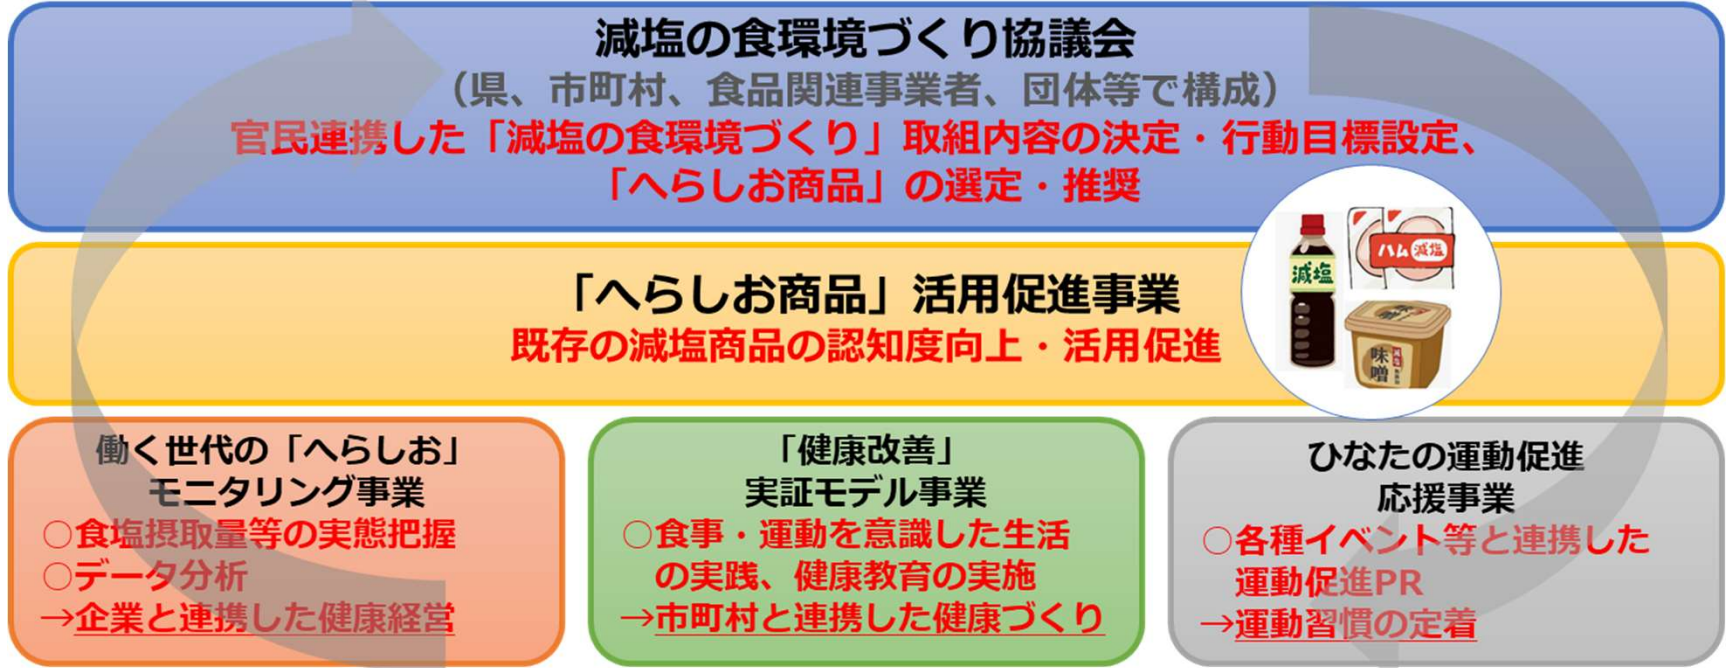 減塩の食環境づくり協議会
（県、市町村、食品関連事業者、団体等で構成）
官民連携した「減塩の食環境づくり」取組内容の決定・行動目標設定、
「へらしお商品」の選定・推奨
「へらしお商品」活用促進事業
既存の減塩商品の認知度向上・活用促進
減塩
ハム減塩
味噌
働く世代の「へらしお」
モニタリング事業
○食塩摂取量等の実態把握
○データ分析
→企業と連携した健康経営
「健康改善」
実証モデル事業
○食事・運動を意識した生活
の実践、健康教育の実施
→市町村と連携した健康づくり
ひなたの運動促進
応援事業
○各種イベント等と連携した
運動促進PR
→運動習慣の定着